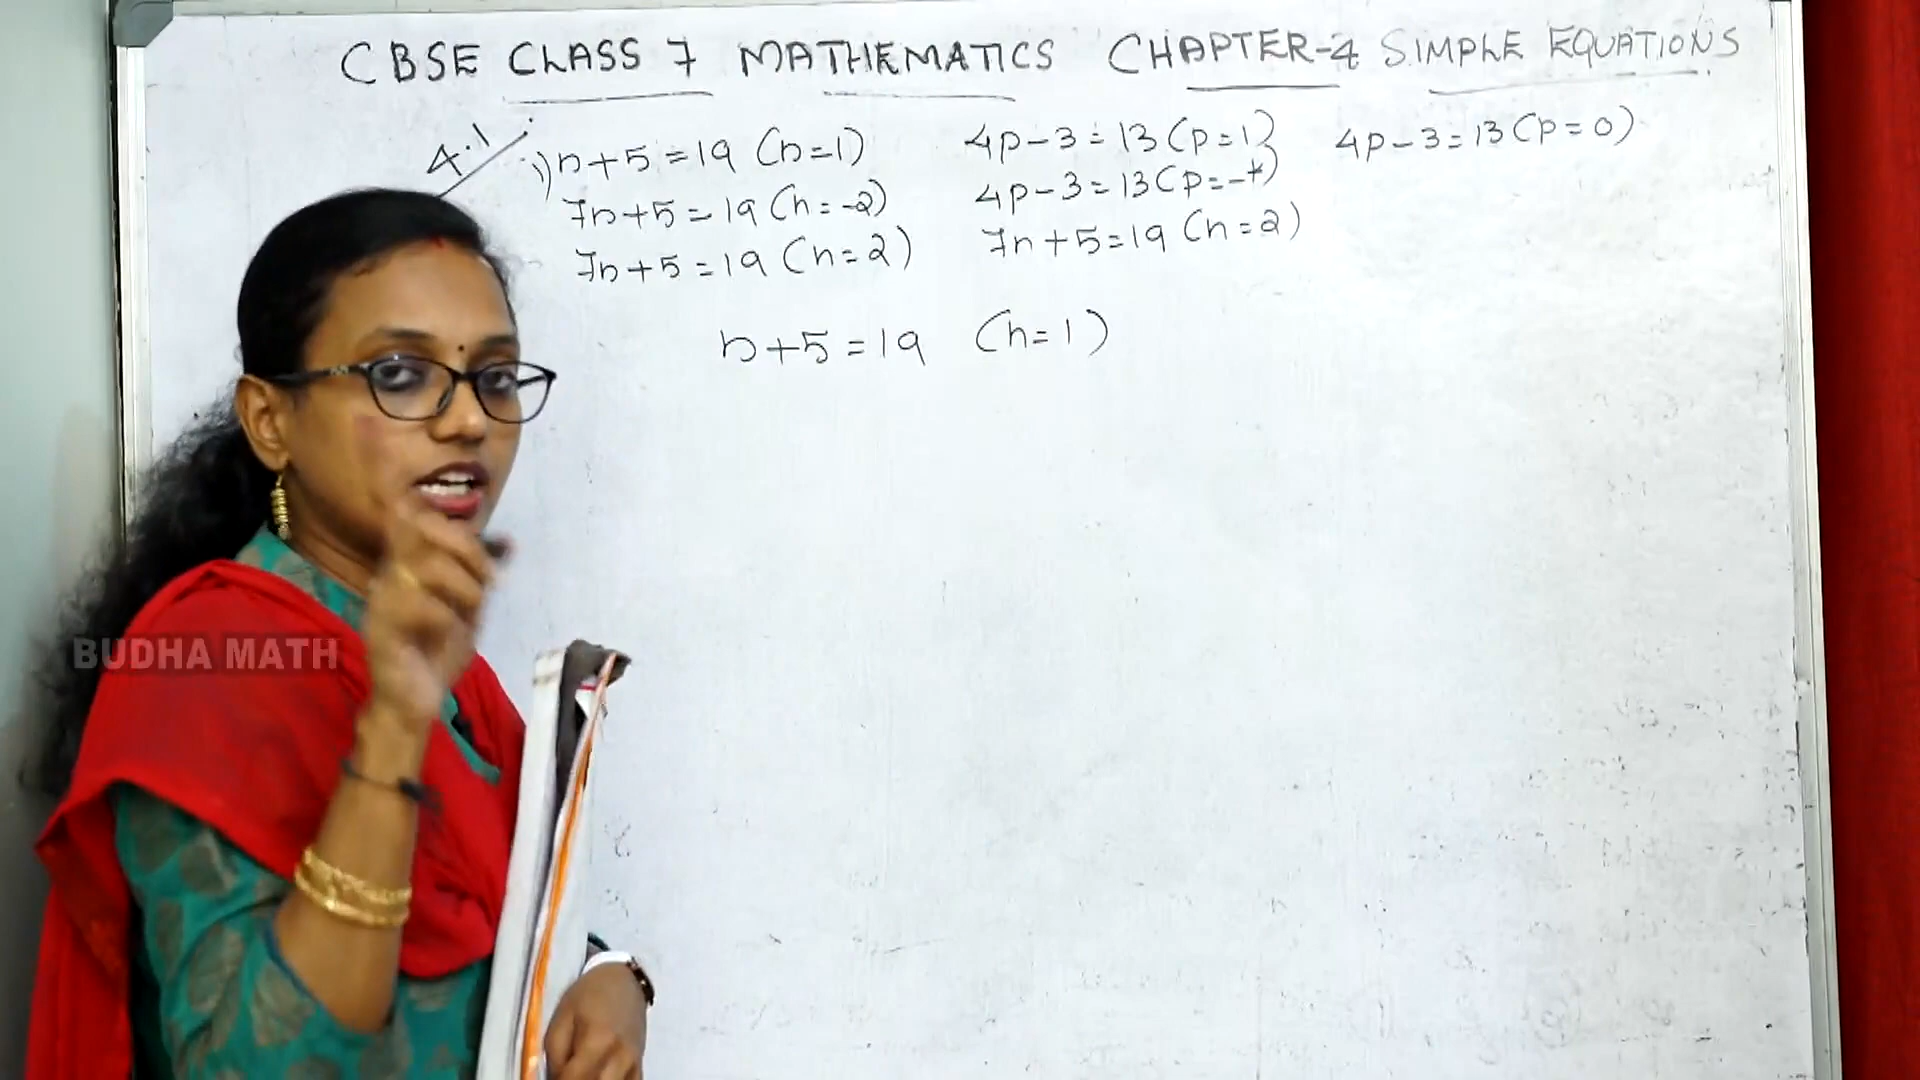 CBSE CLASS 7 MATHEMATICS CHAPTER-4 SIMPLE EQUATIONS
4.1
1) n+5=19 (n=1)
7n+5=19 (n=-2)
7n+5=19 (n=2)
4p-3=13 (p=1)
4p-3=13 (p=-
7n+5=19 (n=2)
4p-3=13 (p=0)
n+5=19 (n=1)
BUDHA MATH